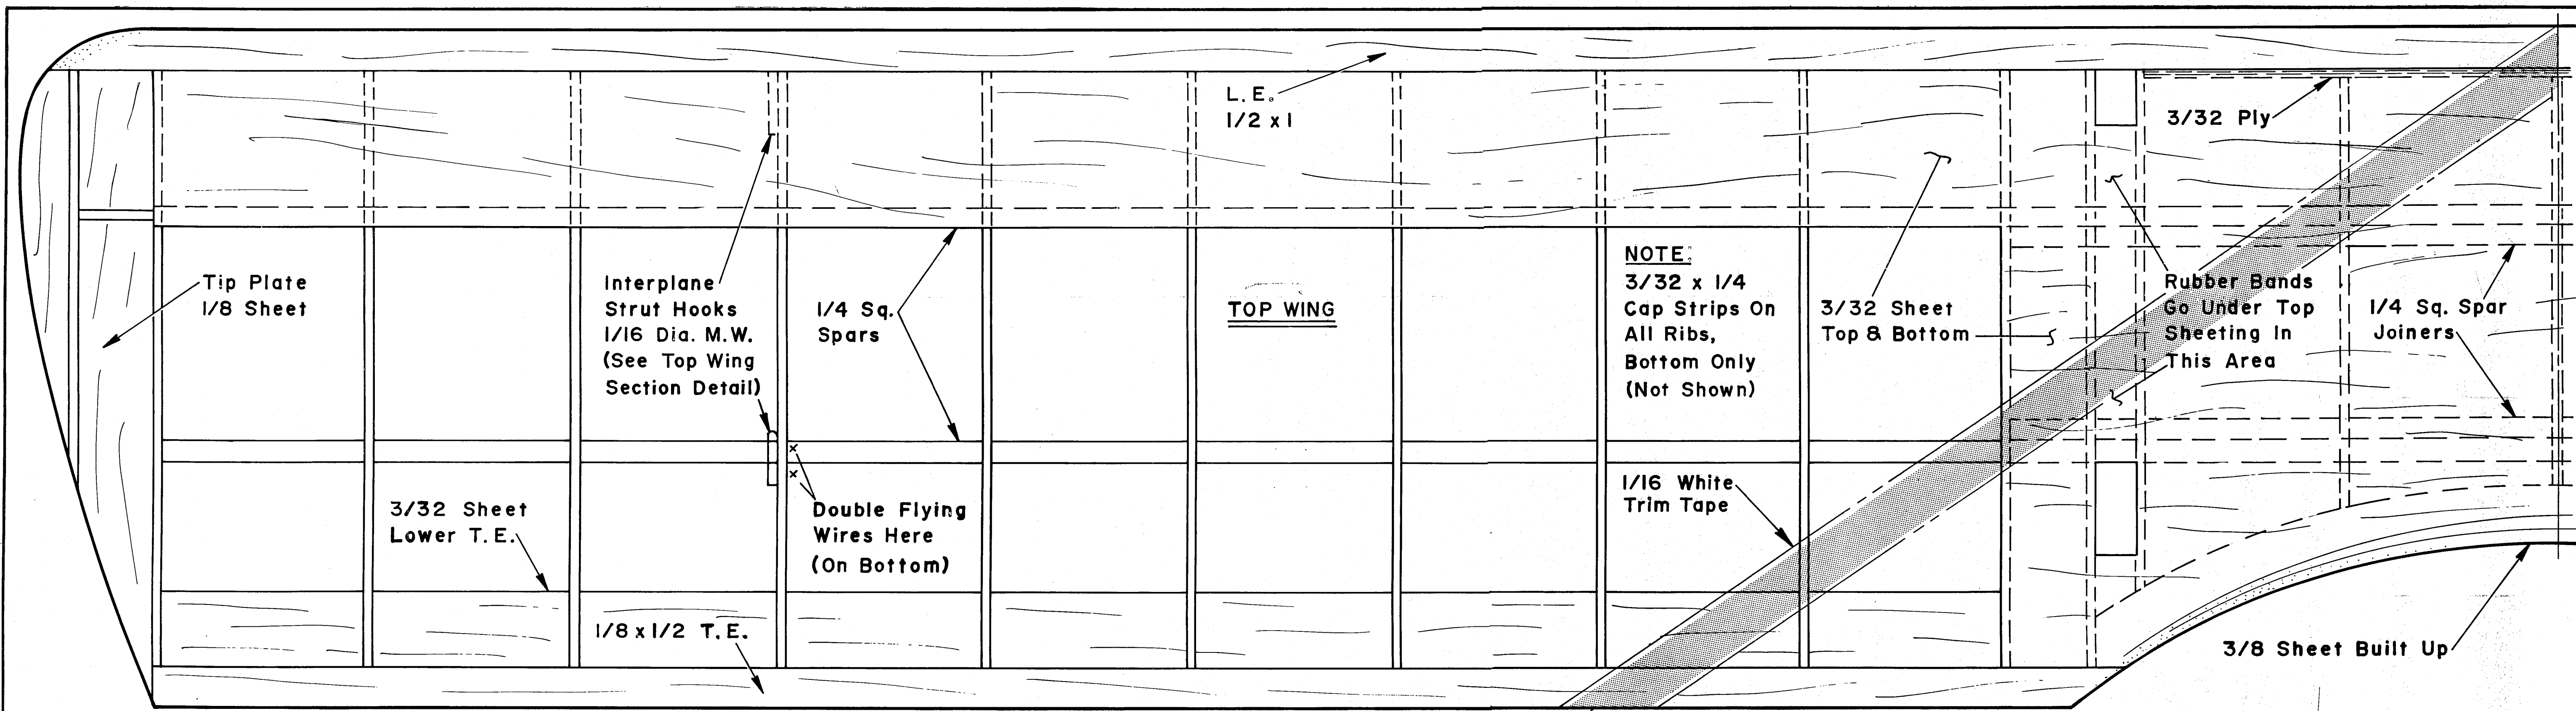 L.E.
1/2 x 1
3/32 Ply
Tip Plate
1/8 Sheet
Interplane
Strut Hooks
1/16 Dia. M.W.
(See Top Wing
Section Detail)
1/4 Sq.
Spars
TOP WING
NOTE:
3/32 x 1/4
Cap Strips On
All Ribs,
Bottom Only
(Not Shown)
3/32 Sheet
Top & Bottom
Rubber Bands
Go Under Top
Sheeting In
This Area
1/4 Sq. Spar
Joiners
3/32 Sheet
Lower T.E.
x
x
Double Flying
Wires Here
(On Bottom)
1/16 White
Trim Tape
1/8 x 1/2 T.E.
3/8 Sheet Built Up